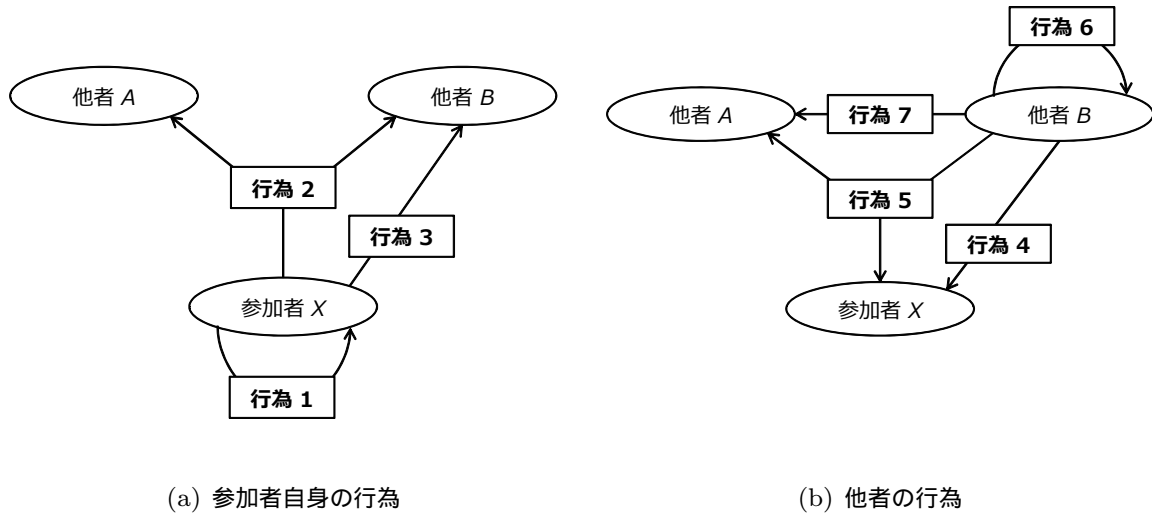 他者 A
他者 B
行為 2
行為 3
参加者 X
行為 1
(a) 参加者自身の行為
行為 6
他者 A
行為 7
他者 B
行為 5
行為 4
参加者 X
(b) 他者の行為